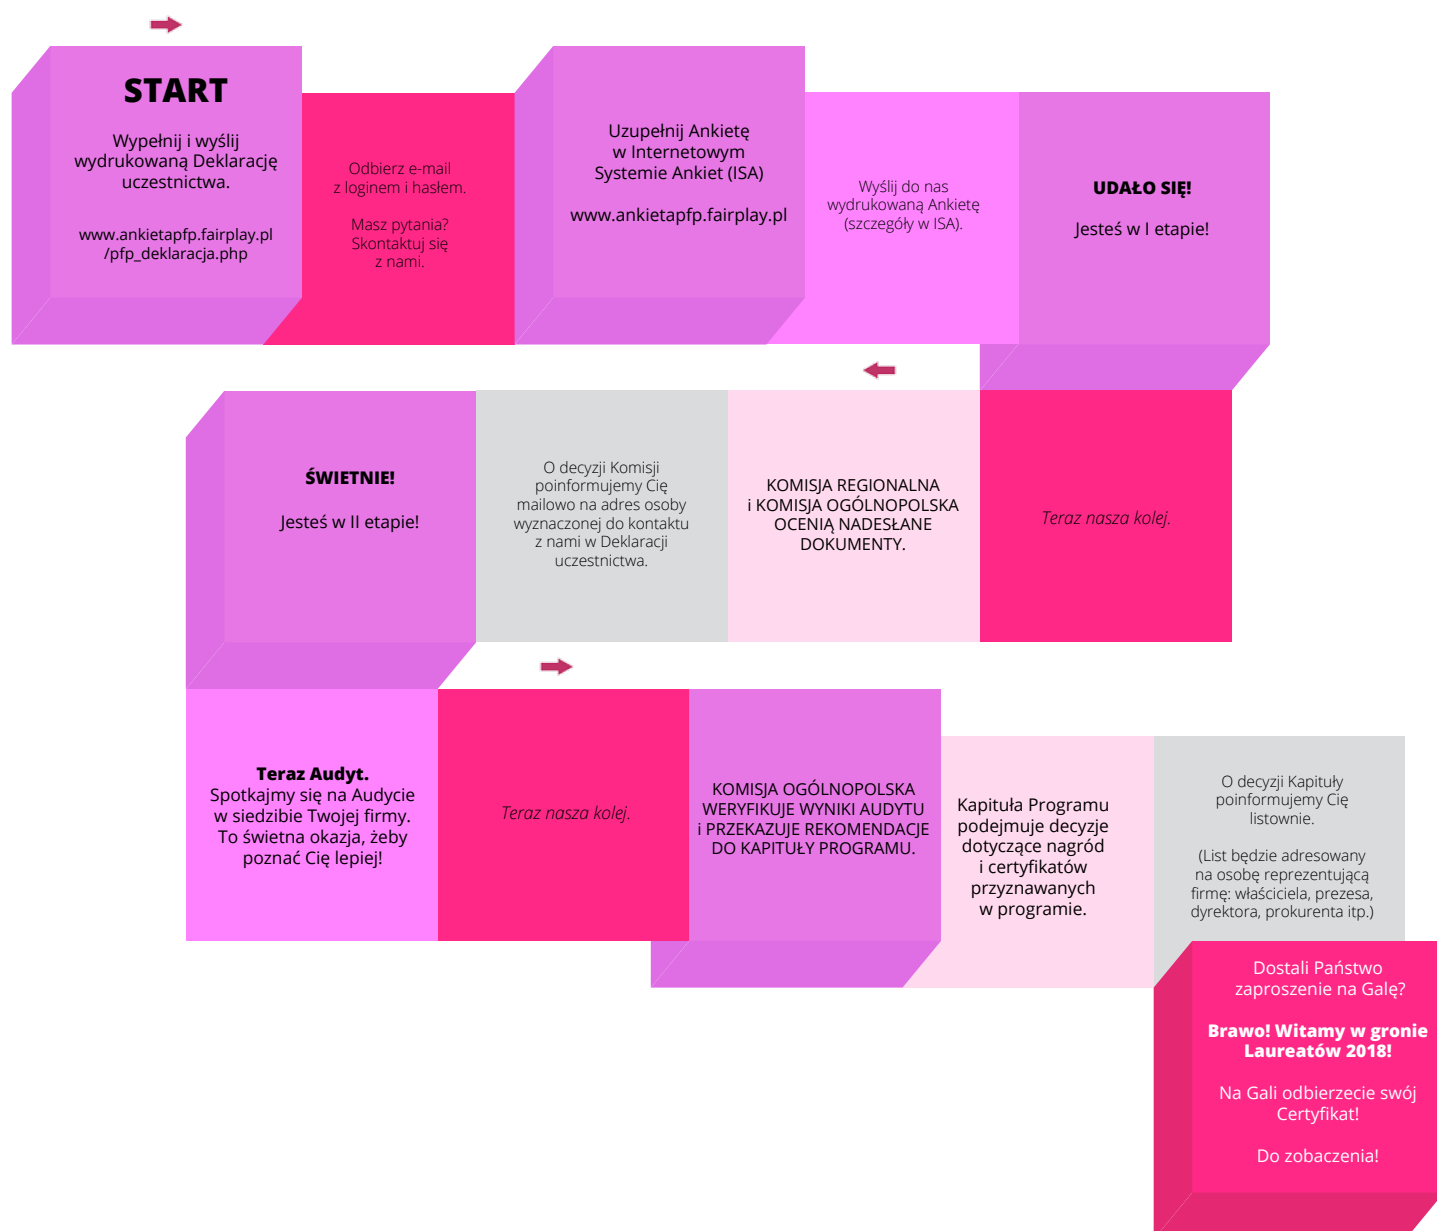 START
Wypełnij i wyślij
wydrukowaną Deklarację
uczestnictwa.
www.ankietapfp.fairplay.pl
/pfp_deklaracja.php
Odbierz e-mail
z loginem i hasłem.
Masz pytania?
Skontaktuj się
z nami.
Uzupełnij Ankietę
w Internetowym
Systemie Ankiet (ISA)
www.ankietapfp.fairplay.pl
Wyślij do nas
wydrukowaną Ankietę
(szczegóły w ISA).
UDAŁO SIĘ!
Jesteś w I etapie!
Teraz nasza kolej.
KOMISJA REGIONALNA
i KOMISJA OGÓLNOPOLSKA
OCENIĄ NADESŁANE
DOKUMENTY.
O decyzji Komisji
poinformujemy Cię
mailowo na adres osoby
wyznaczonej do kontaktu
z nami w Deklaracji
uczestnictwa.
ŚWIETNIE!
Jesteś w II etapie!
Teraz Audyt.
Spotkajmy się na Audycie
w siedzibie Twojej firmy.
To świetna okazja, żeby
poznać Cię lepiej!
Teraz nasza kolej.
KOMISJA OGÓLNOPOLSKA
WERYFIKUJE WYNIKI AUDYTU
i PRZEKAZUJE REKOMENDACJE
DO KAPITUŁY PROGRAMU.
Kapituła Programu
podejmuje decyzje
dotyczące nagród
i certyfikatów
przyznawanych
w programie.
O decyzji Kapituły
poinformujemy Cię
listownie.
(List będzie adresowany
na osobę reprezentującą
firmę: właściciela, prezesa,
dyrektora, prokurenta itp.)
Dostali Państwo
zaproszenie na Galę?
Brawo! Witamy w gronie
Laureatów 2018!
Na Gali odbierzecie swój
Certyfikat!
Do zobaczenia!